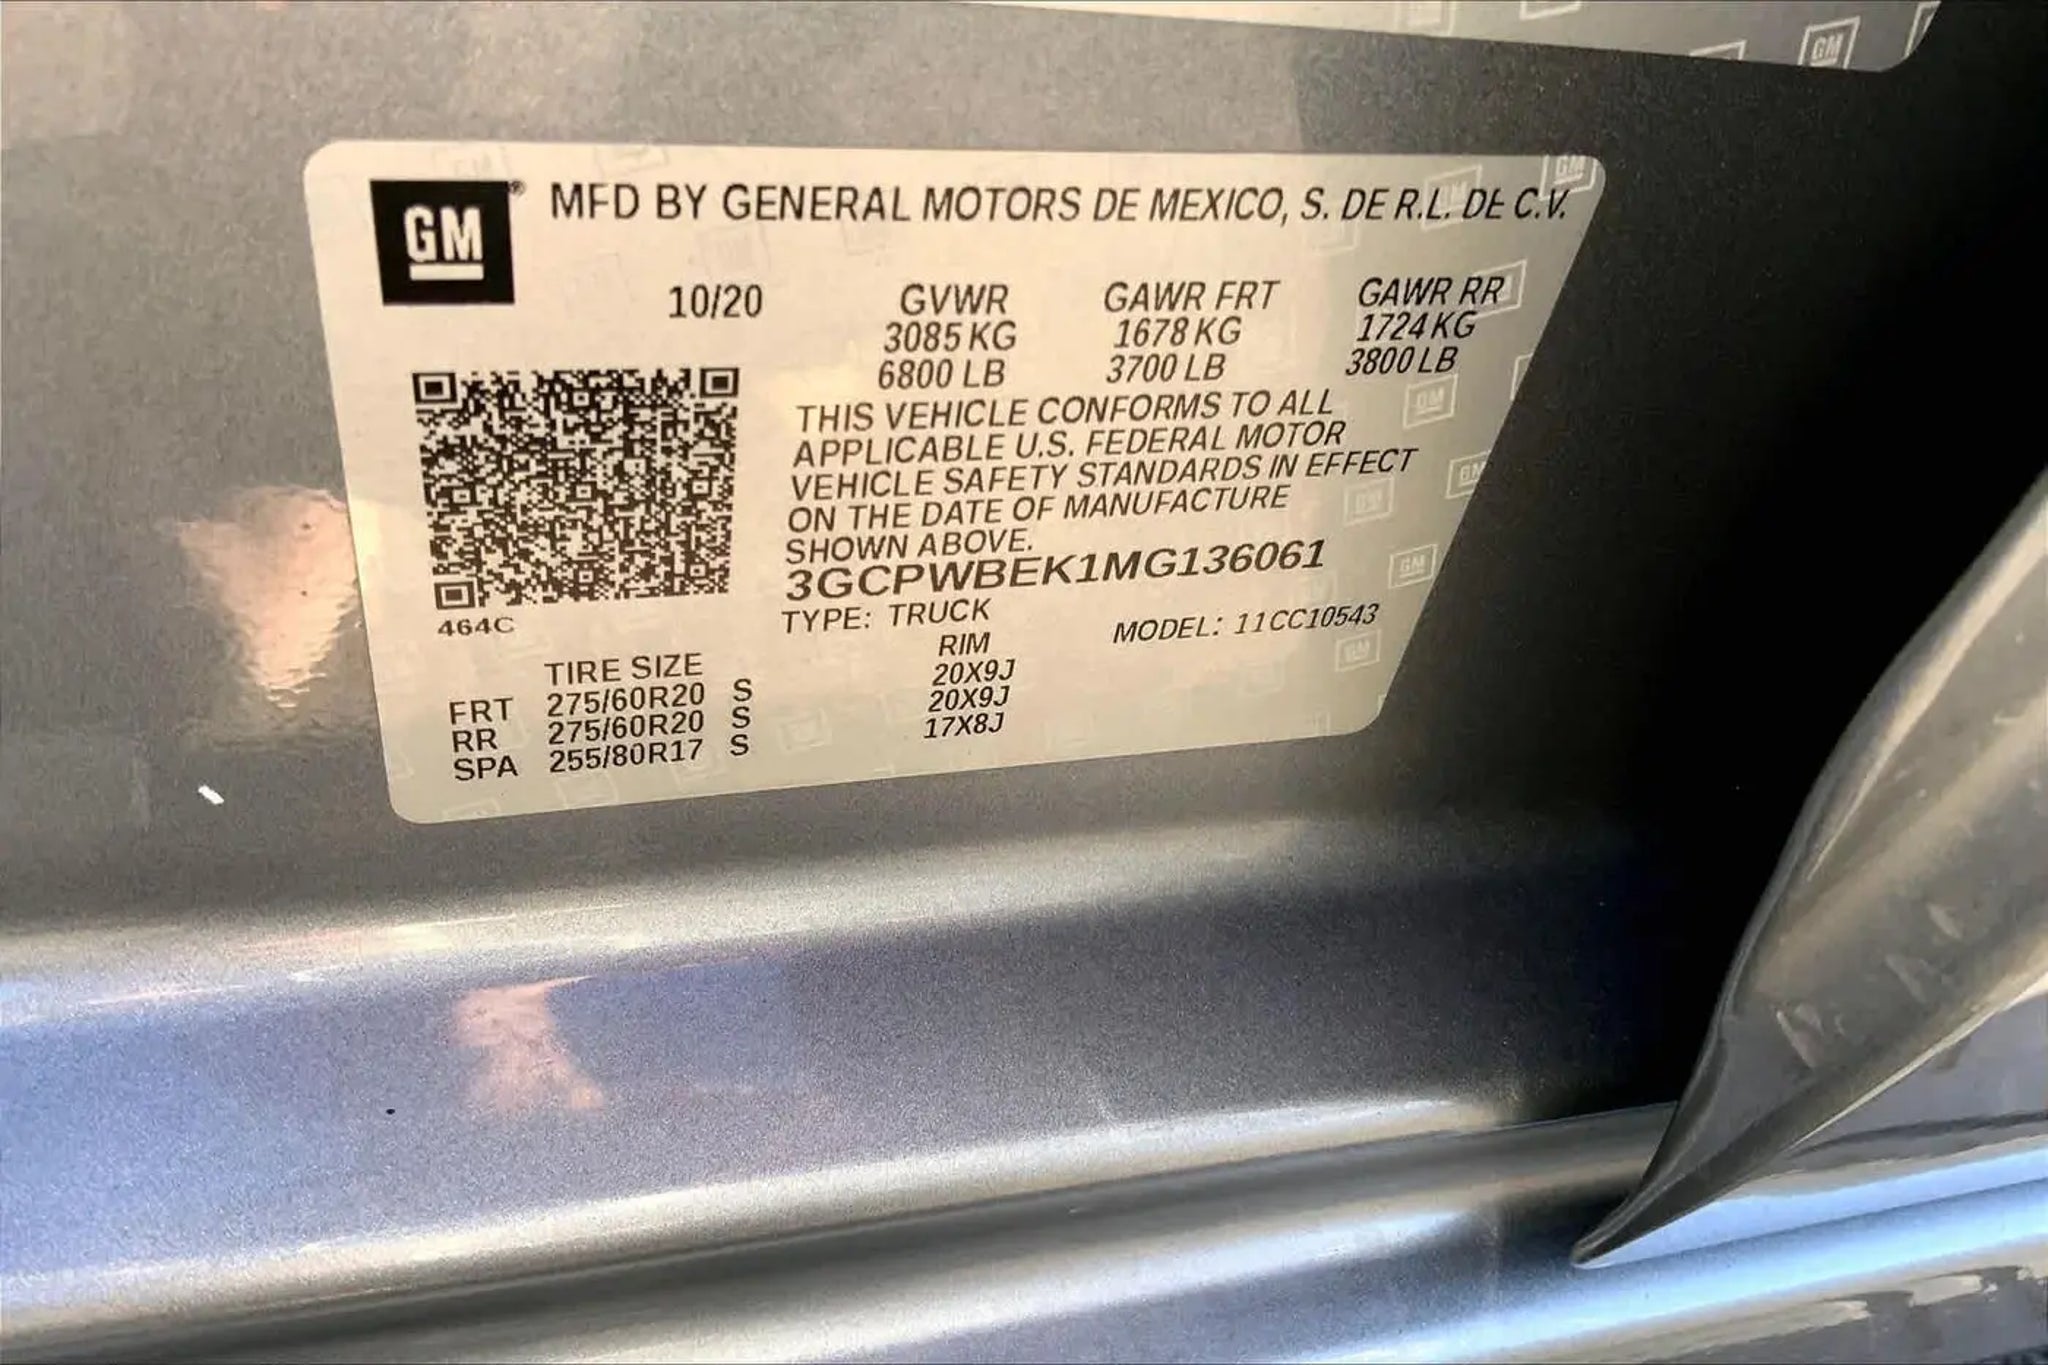 GM® MFD BY GENERAL MOTORS DE MEXICO, S. DE R.L. DE C.V.
10/20 GVWR GAWR FRT GAWR RR
3085 KG 1678 KG 1724 KG
6800 LB 3700 LB 3800 LB
THIS VEHICLE CONFORMS TO ALL
APPLICABLE U.S. FEDERAL MOTOR
VEHICLE SAFETY STANDARDS IN EFFECT
ON THE DATE OF MANUFACTURE
SHOWN ABOVE.
3GCPWBEK1MG136061
464C
TYPE: TRUCK MODEL: 11CC10543
TIRE SIZE RIM
FRT 275/60R20 S 20X9J
RR 275/60R20 S 20X9J
SPA 255/80R17 S 17X8J